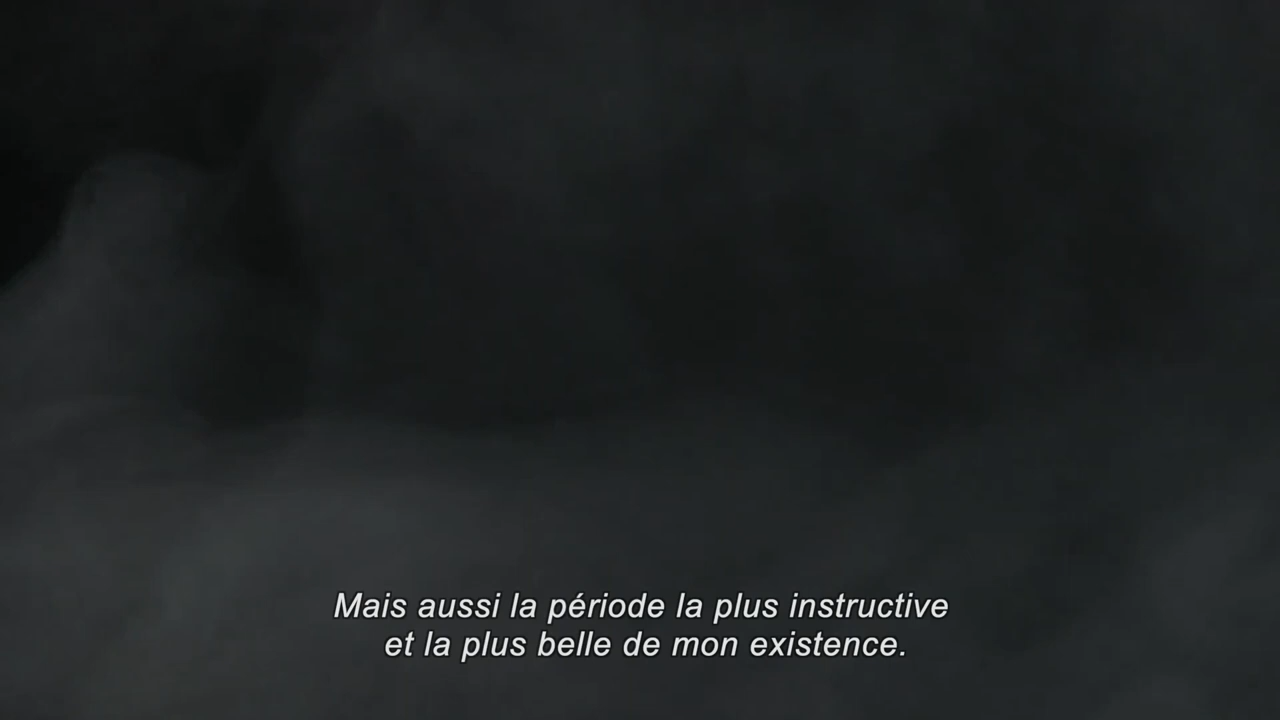 Mais aussi la période la plus instructive
et la plus belle de mon existence.